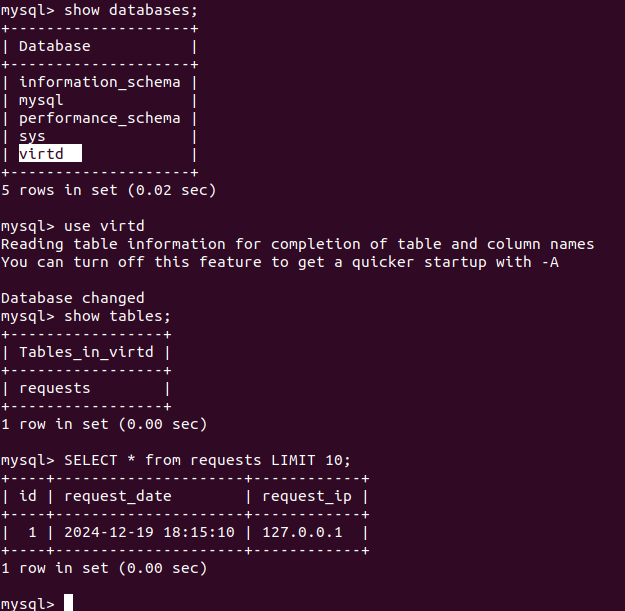 mysql> show databases;
+--------------------+
| Database           |
+--------------------+
| information_schema |
| mysql              |
| performance_schema |
| sys                |
| virtd              |
+--------------------+
5 rows in set (0.02 sec)

mysql> use virtd
Reading table information for completion of table and column names
You can turn off this feature to get a quicker startup with -A

Database changed
mysql> show tables;
+-----------------+
| Tables_in_virtd |
+-----------------+
| requests        |
+-----------------+
1 row in set (0.00 sec)

mysql> SELECT * from requests LIMIT 10;
+----+---------------------+------------+
| id | request_date        | request_ip |
+----+---------------------+------------+
|  1 | 2024-12-19 18:15:10 | 127.0.0.1  |
+----+---------------------+------------+
1 row in set (0.00 sec)

mysql>